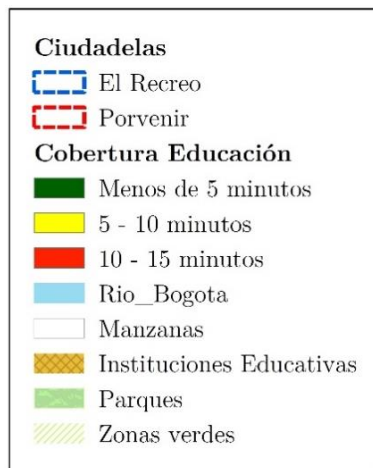 Ciudadelas
El Recreo
Porvenir
Cobertura Educación
Menos de 5 minutos
5 - 10 minutos
10 - 15 minutos
Rio_Bogota
Manzanas
Instituciones Educativas
Parques
Zonas verdes